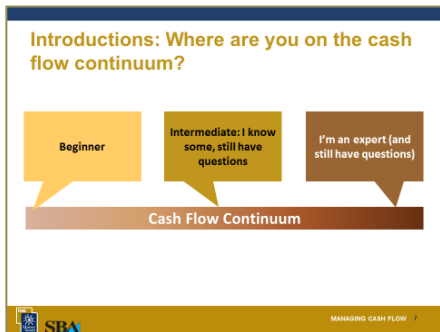 Introductions: Where are you on the cash
flow continuum?
Beginner
Intermediate: I know
some, still have
questions
I'm an expert (and
still have questions)
Cash Flow Continuum
SBA
MANAGING CASH FLOW 7